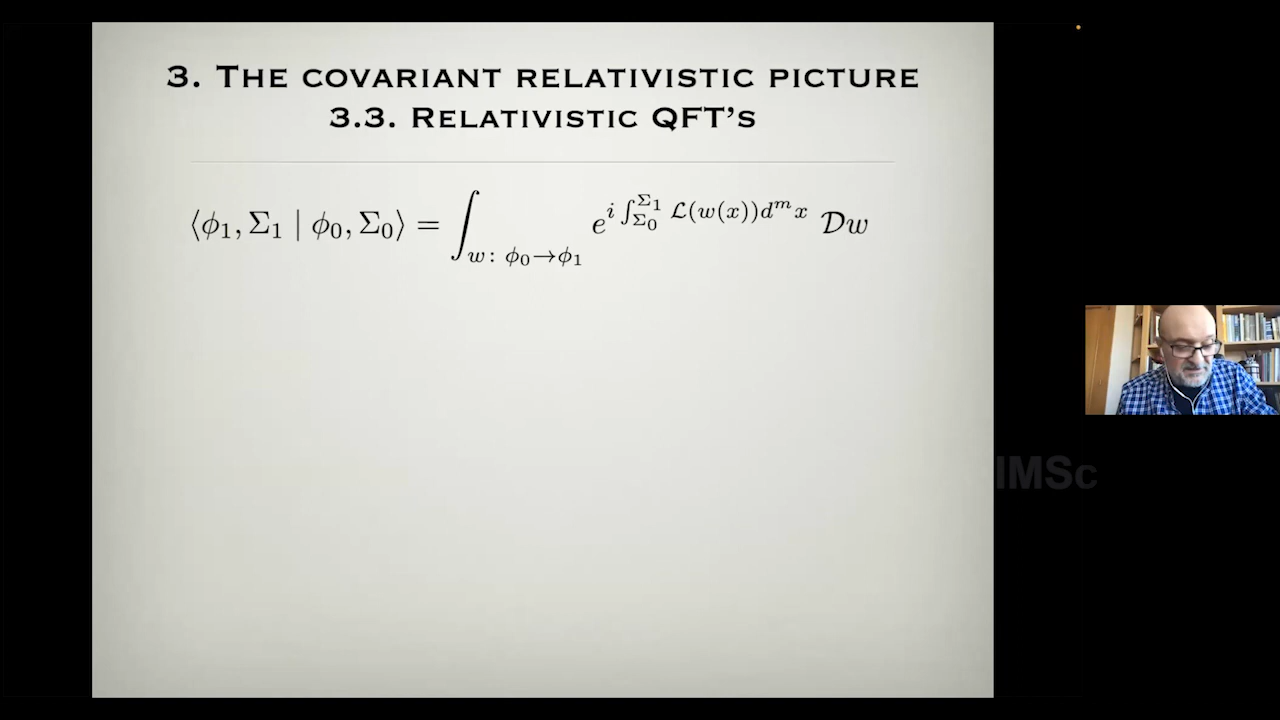 3. The covariant relativistic picture
3.3. Relativistic QFT's
⟨ϕ₁, Σ₁ | ϕ₀, Σ₀⟩ = ∫_{w : ϕ₀→ϕ₁} e^{i ∫_{Σ₀}^{Σ₁} ℒ(w(x))dᵐx} 𝒟w
IMSc